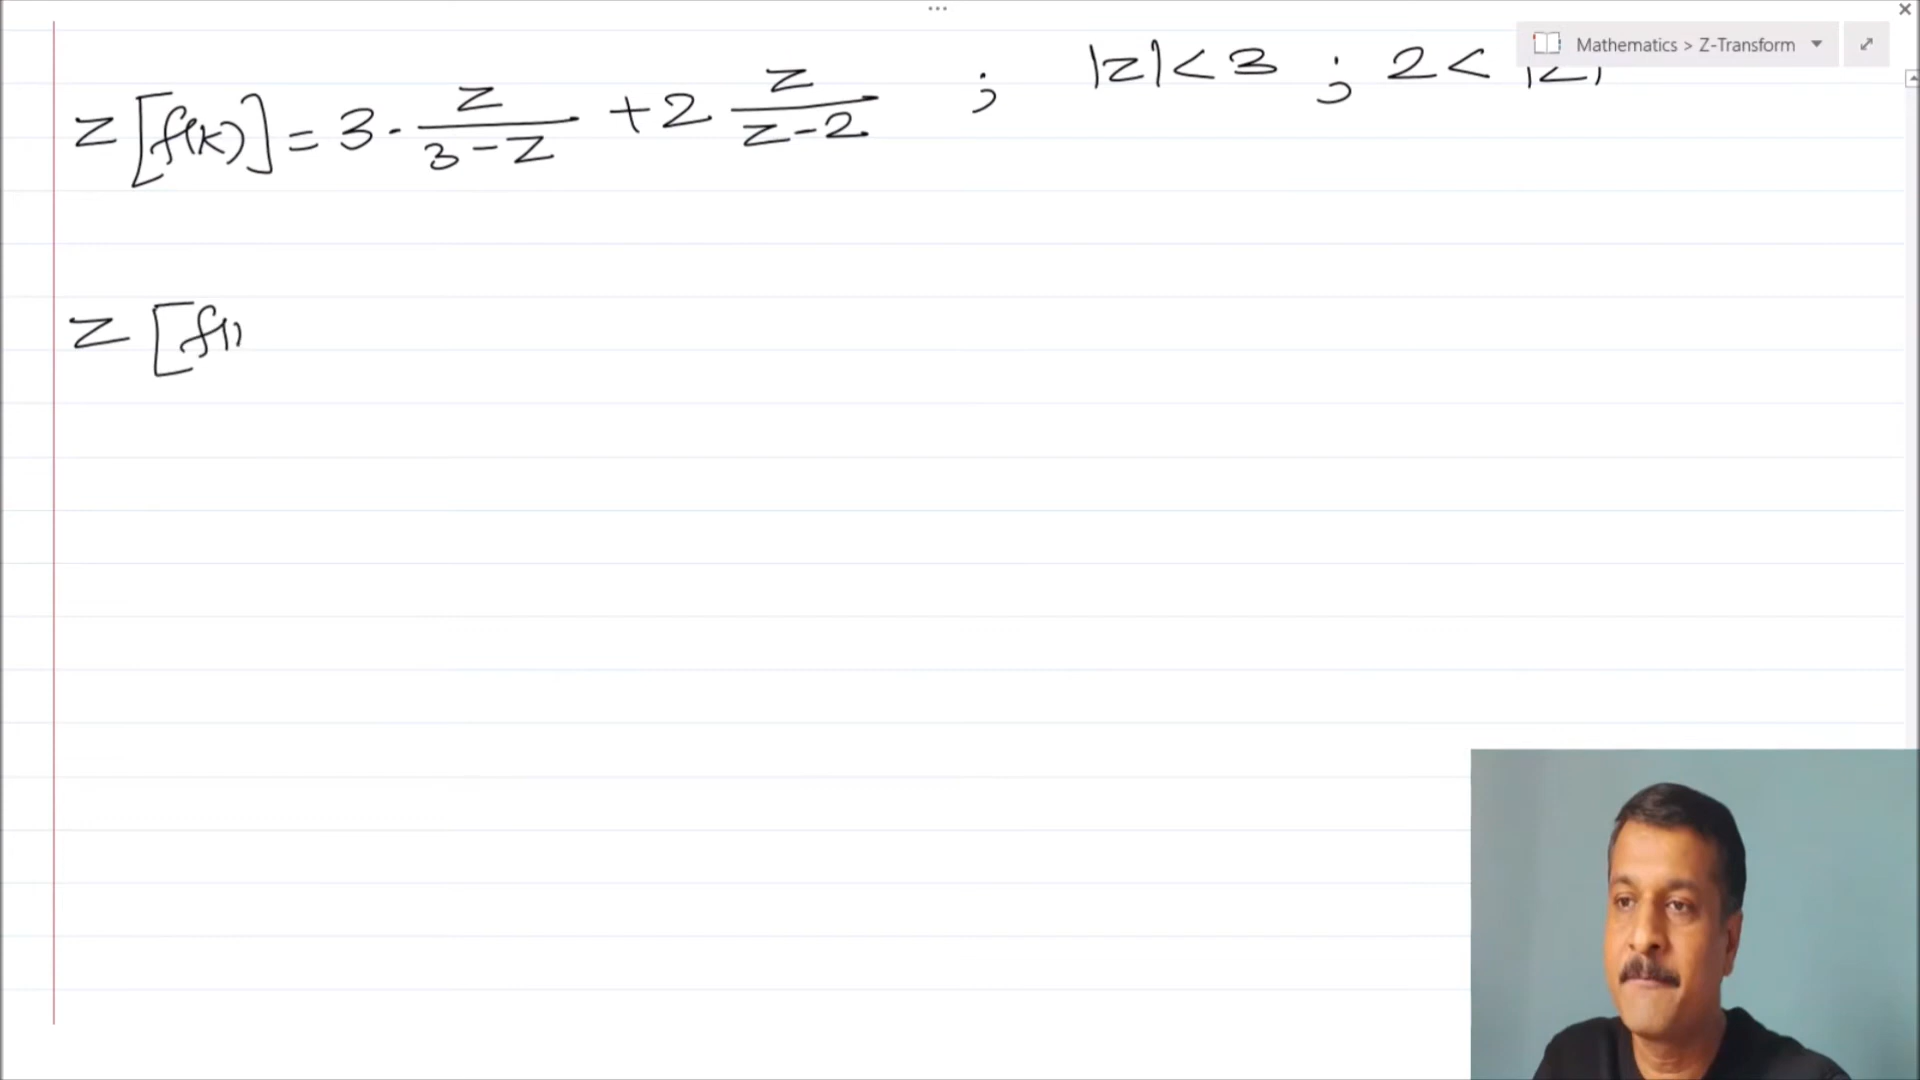 Mathematics > Z-Transform
z[f(k)] = 3 · z/(3-z) + 2 z/(z-2) ; |z| < 3 ; 2 < |z|
z [f(